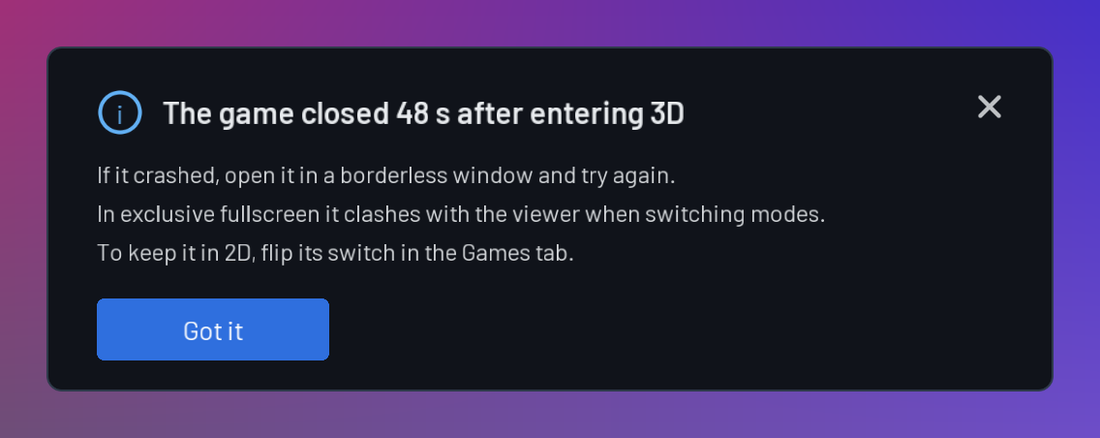 The game closed 48 s after entering 3D
If it crashed, open it in a borderless window and try again.
In exclusive fullscreen it clashes with the viewer when switching modes.
To keep it in 2D, flip its switch in the Games tab.
Got it